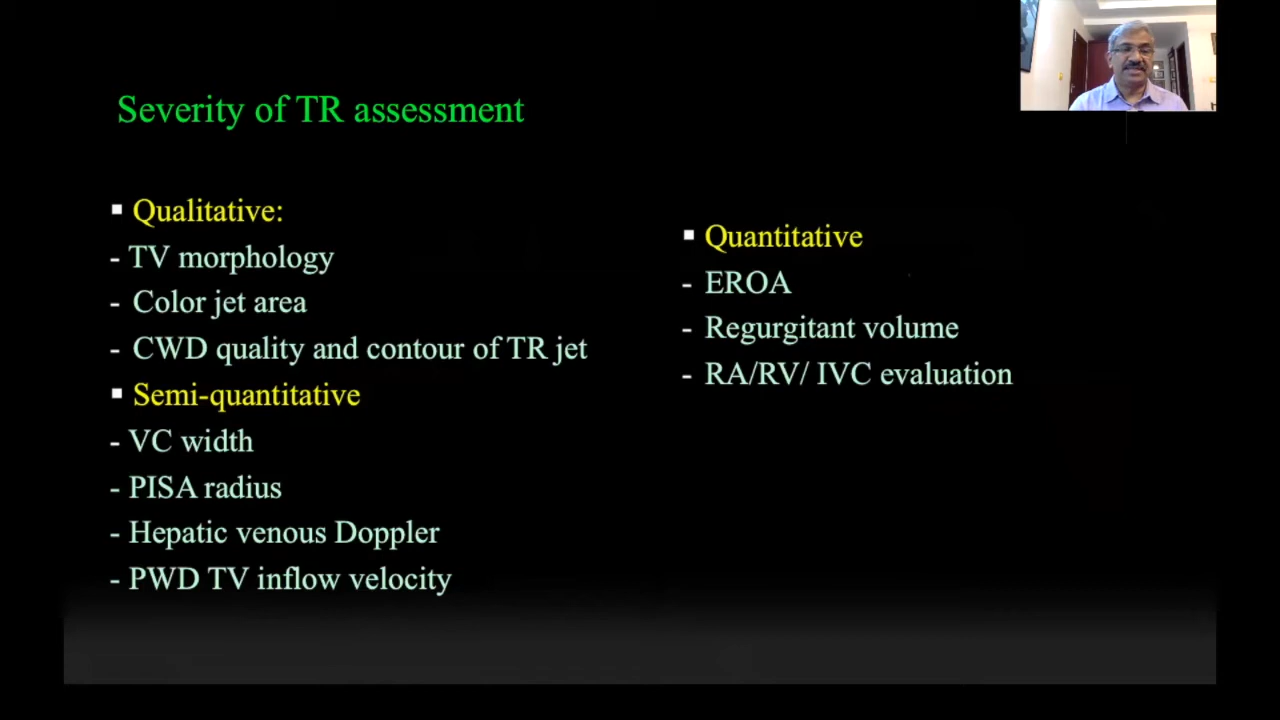 Severity of TR assessment
▪ Qualitative:
- TV morphology
- Color jet area
- CWD quality and contour of TR jet
▪ Semi-quantitative
- VC width
- PISA radius
- Hepatic venous Doppler
- PWD TV inflow velocity
▪ Quantitative
- EROA
- Regurgitant volume
- RA/RV/ IVC evaluation